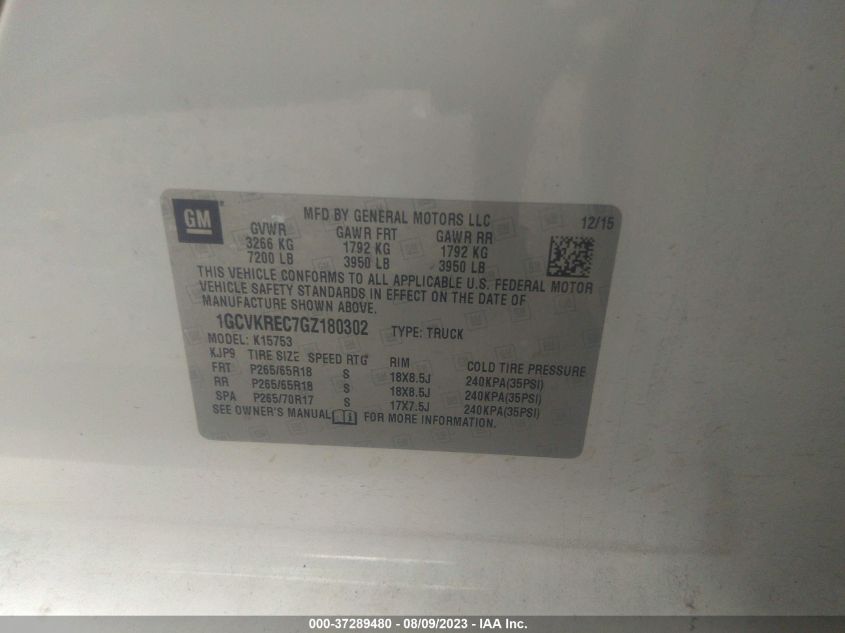 GM
MFD BY GENERAL MOTORS LLC
12/15
GVWR GAWR FRT GAWR RR
3266 KG 1792 KG 1792 KG
7200 LB 3950 LB 3950 LB
THIS VEHICLE CONFORMS TO ALL APPLICABLE U.S. FEDERAL MOTOR
VEHICLE SAFETY STANDARDS IN EFFECT ON THE DATE OF
MANUFACTURE SHOWN ABOVE.
1GCVKREC7GZ180302 TYPE: TRUCK
MODEL: K15753
KJP9 TIRE SIZE SPEED RTG RIM COLD TIRE PRESSURE
FRT P265/65R18 S 18X8.5J 240KPA(35PSI)
RR P265/65R18 S 18X8.5J 240KPA(35PSI)
SPA P265/70R17 S 17X7.5J 240KPA(35PSI)
SEE OWNER'S MANUAL FOR MORE INFORMATION.
000-37289480 - 08/09/2023 - IAA Inc.